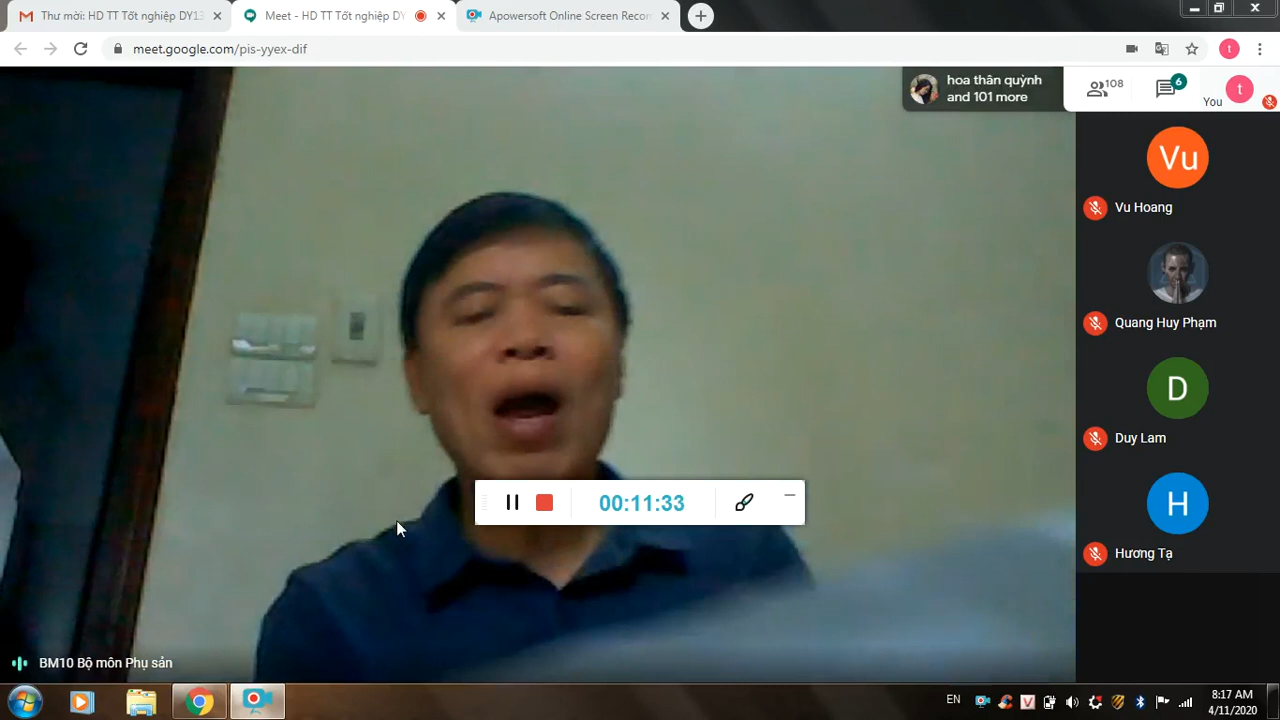 Thư mời: HD TT Tốt nghiệp DY13
Meet - HD TT Tốt nghiệp DY
Apowersoft Online Screen Recor
meet.google.com/pis-yyex-dif
t
hoa thân quỳnh
and 101 more
108
6
You
t
Vu
Vu Hoang
Quang Huy Phạm
D
Duy Lam
H
Hương Tạ
00:11:33
BM10 Bộ môn Phụ sản
EN
8:17 AM
4/11/2020